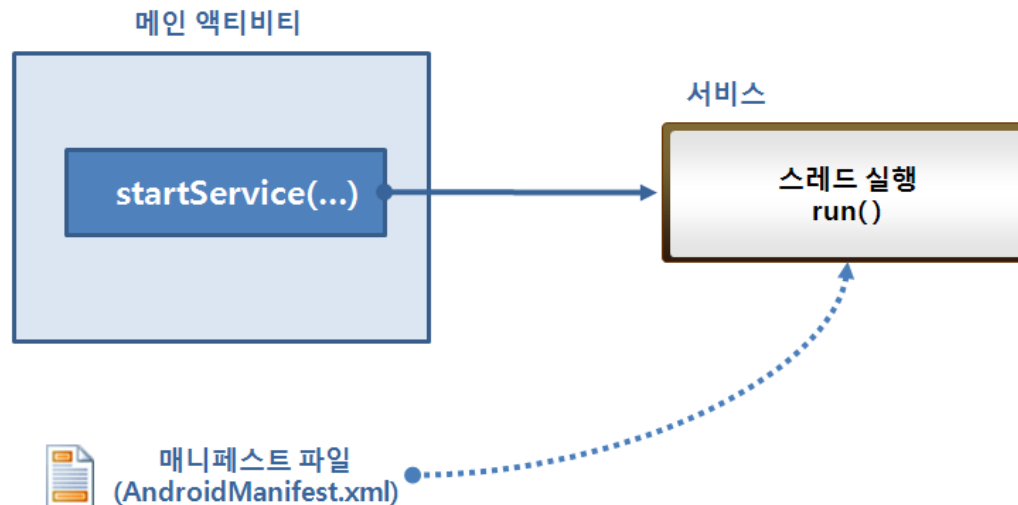 메인 액티비티
서비스
startService(...)
스레드 실행
run( )
매니페스트 파일
(AndroidManifest.xml)